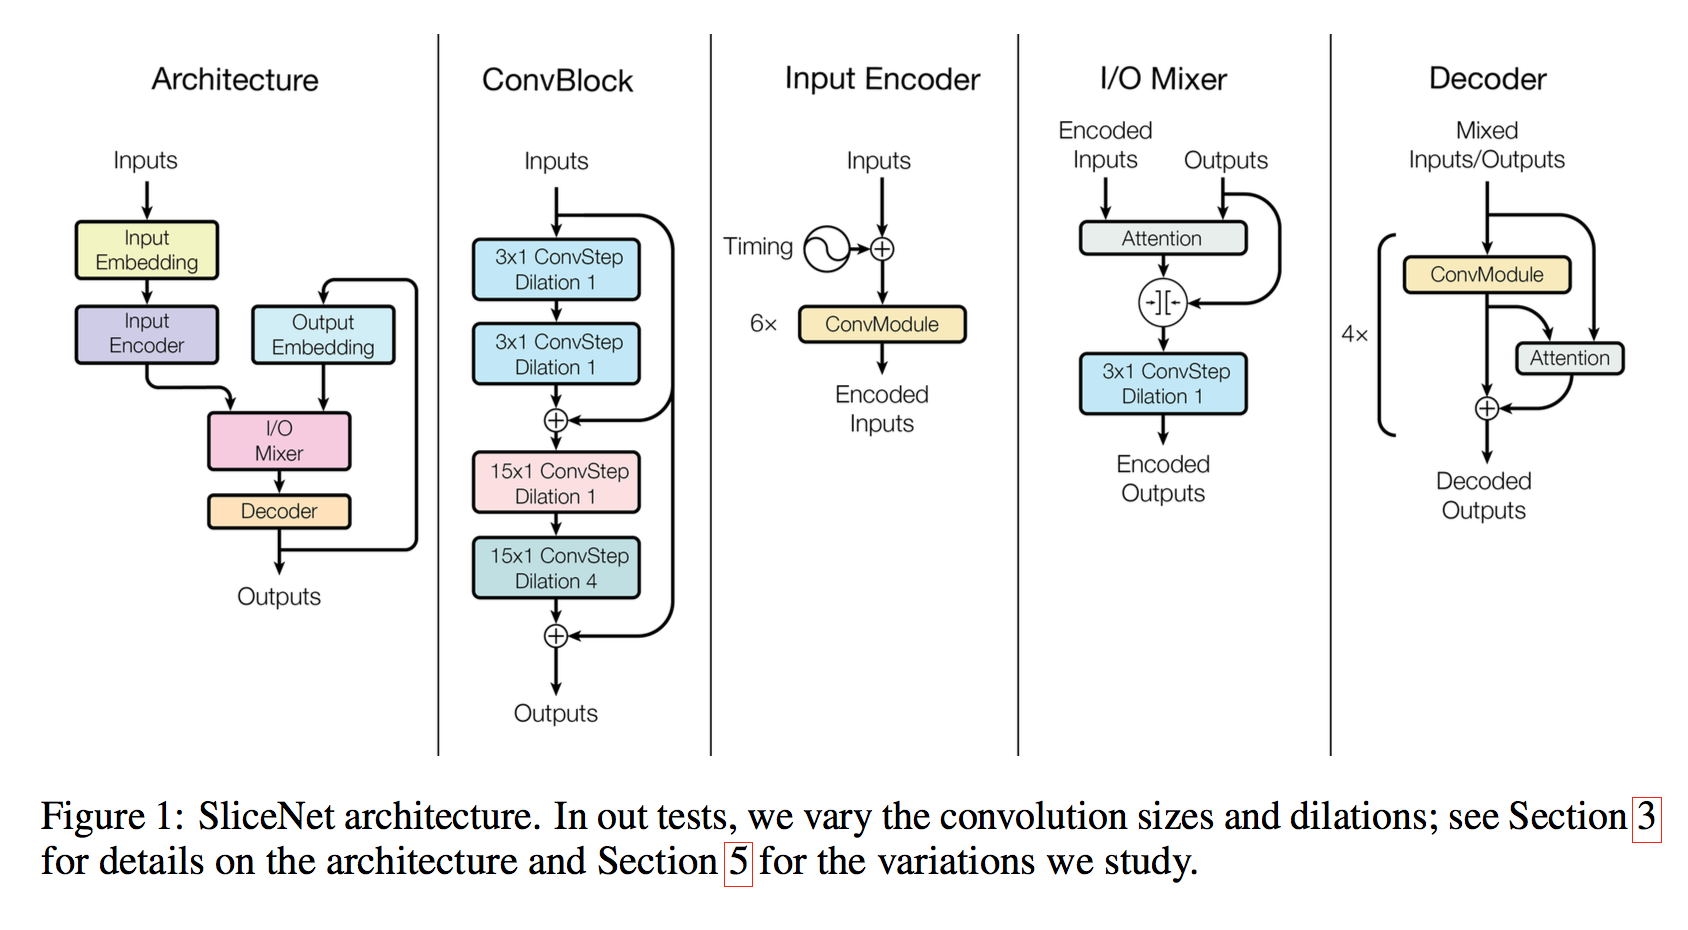 Architecture
Inputs
Input
Embedding
Input
Encoder
Output
Embedding
I/O
Mixer
Decoder
Outputs
ConvBlock
Inputs
3x1 ConvStep
Dilation 1
3x1 ConvStep
Dilation 1
15x1 ConvStep
Dilation 1
15x1 ConvStep
Dilation 4
Outputs
Input Encoder
Inputs
Timing
6x
ConvModule
Encoded
Inputs
I/O Mixer
Encoded
Inputs
Outputs
Attention
3x1 ConvStep
Dilation 1
Encoded
Outputs
Decoder
Mixed
Inputs/Outputs
ConvModule
4x
Attention
Decoded
Outputs
Figure 1: SliceNet architecture. In out tests, we vary the convolution sizes and dilations; see Section 3
for details on the architecture and Section 5 for the variations we study.